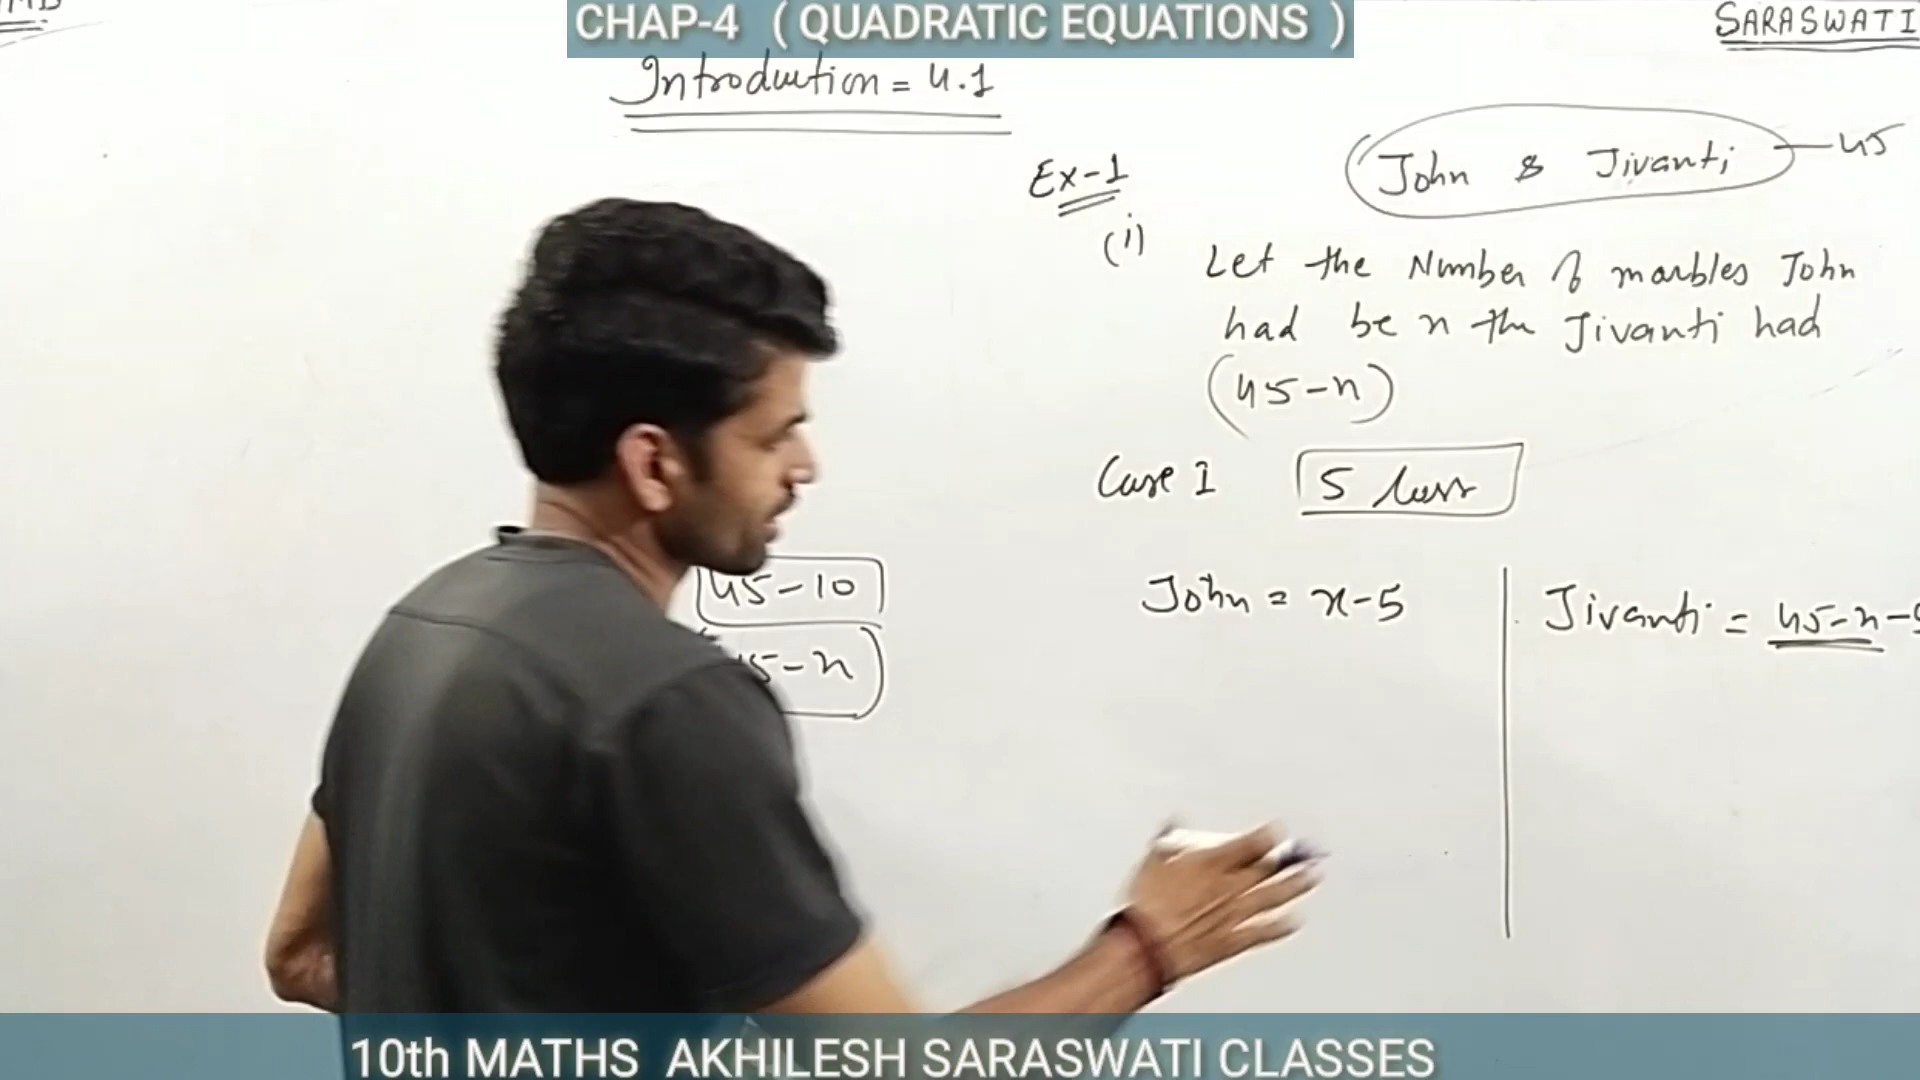 CHAP-4 ( QUADRATIC EQUATIONS )
SARASWATI
Introduction = 4.1
Ex-1
John & Jivanti — 45
(i) Let the Number of marbles John
had be x the Jivanti had
(45-x)
Case I 5 less
45-10
5-x
John = x-5
Jivanti = 45-x-5
10th MATHS AKHILESH SARASWATI CLASSES